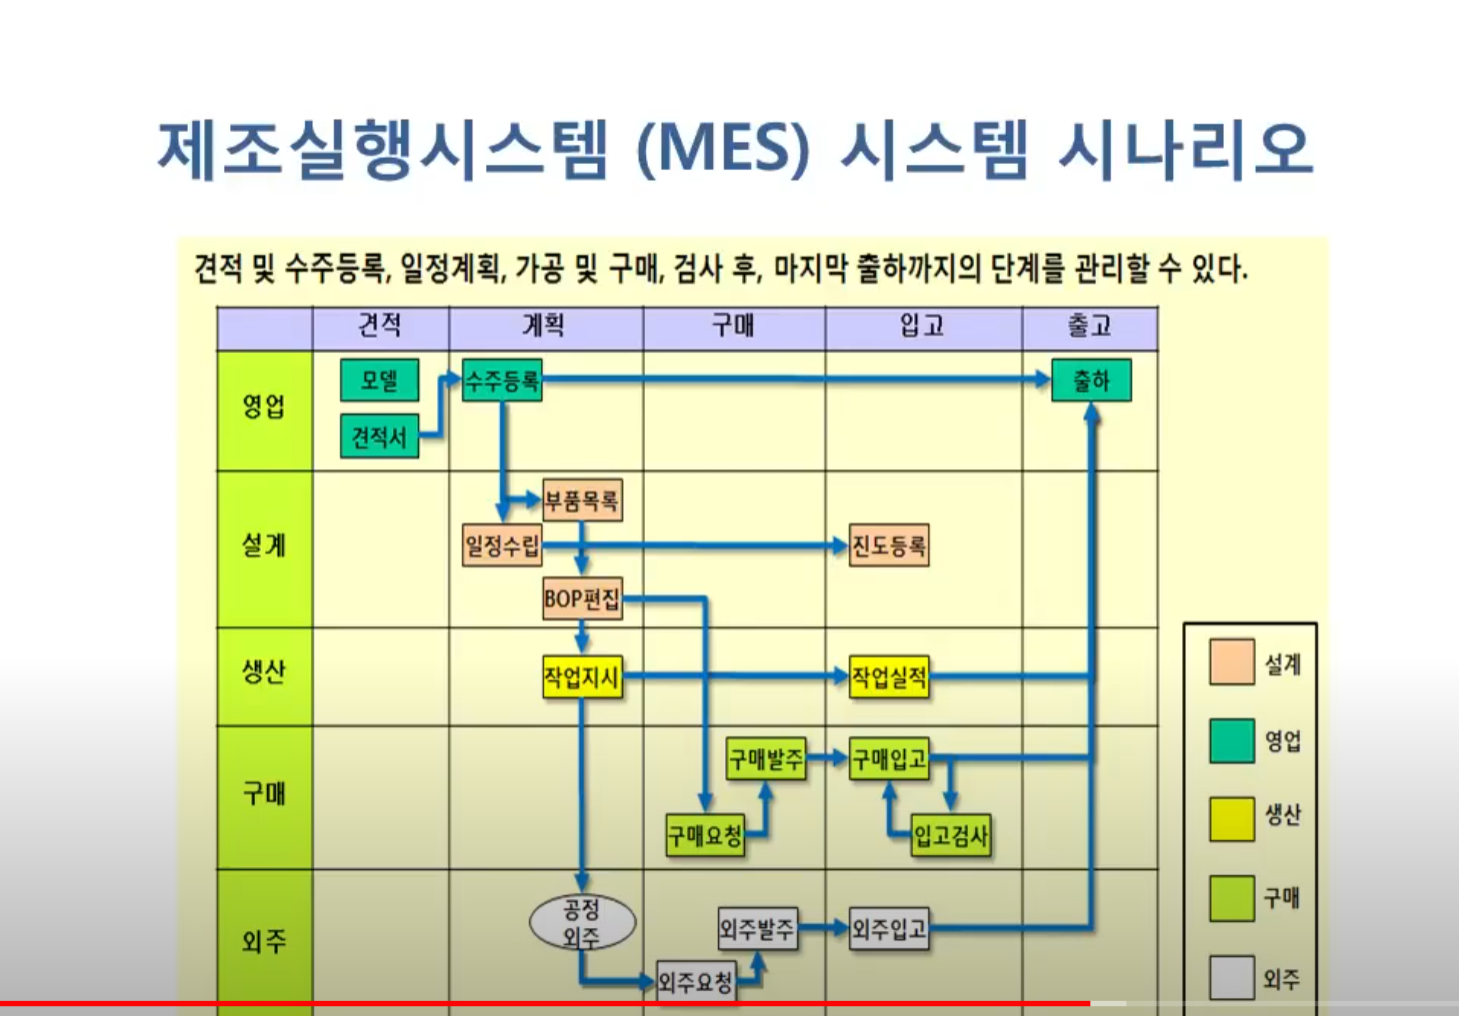 제조실행시스템 (MES) 시스템 시나리오
견적 및 수주등록, 일정계획, 가공 및 구매, 검사 후, 마지막 출하까지의 단계를 관리할 수 있다.
견적 계획 구매 입고 출고
영업
모델
수주등록
출하
견적서
설계
부품목록
일정수립
진도등록
BOP편집
생산
작업지시
작업실적
구매
구매발주
구매입고
구매요청
입고검사
외주
공정
외주
외주발주
외주입고
외주요청
설계
영업
생산
구매
외주